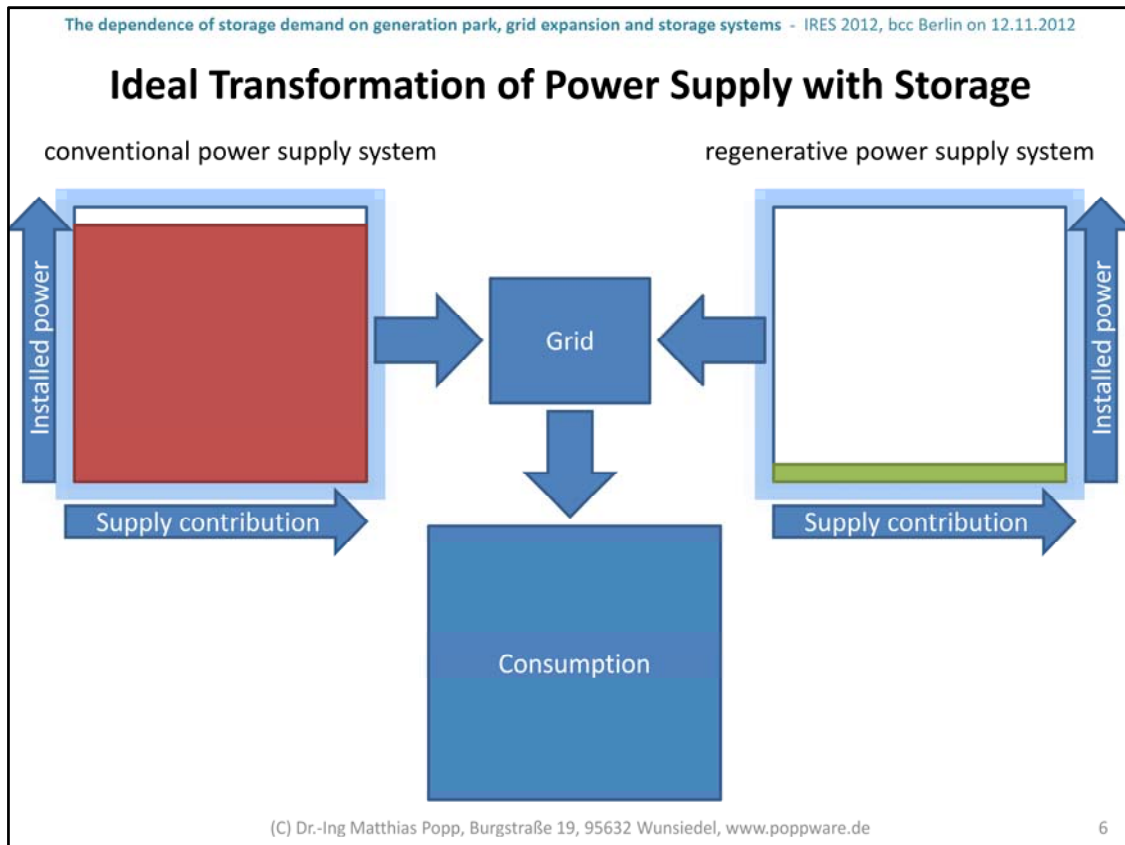 The dependence of storage demand on generation park, grid expansion and storage systems - IRES 2012, bcc Berlin on 12.11.2012
Ideal Transformation of Power Supply with Storage
conventional power supply system
regenerative power supply system
Installed power
Grid
Installed power
Supply contribution
Supply contribution
Consumption
(C) Dr.-Ing Matthias Popp, Burgstraße 19, 95632 Wunsiedel, www.poppware.de
6